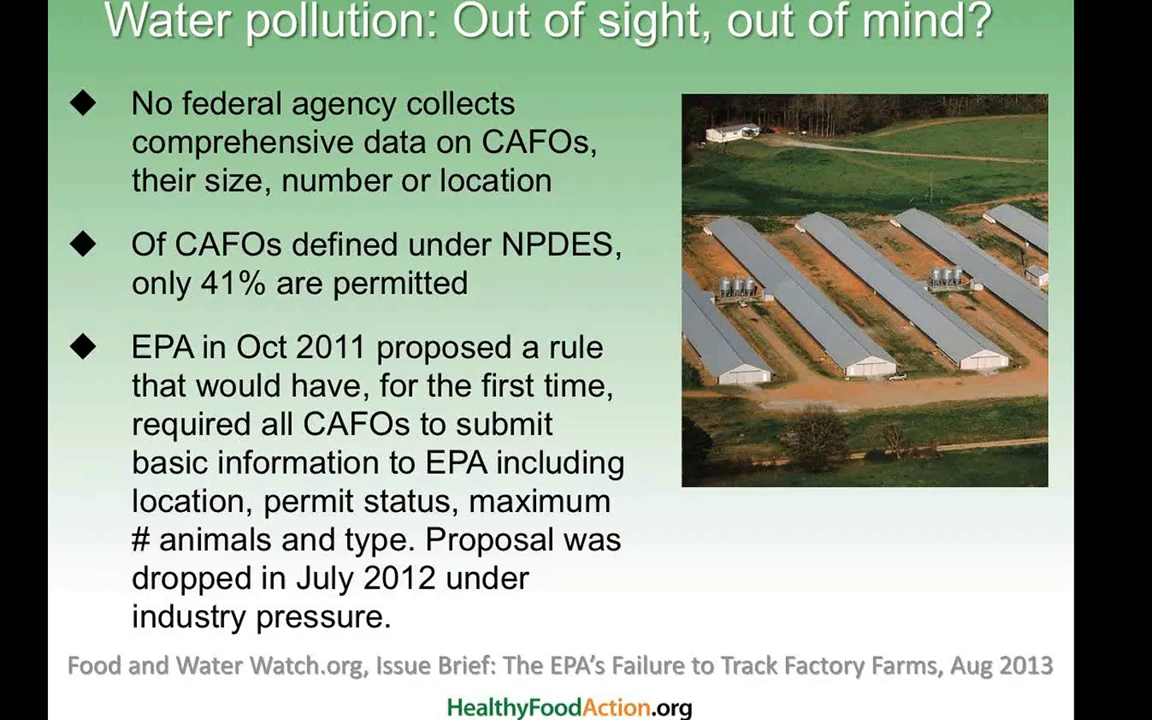 Water pollution: Out of sight, out of mind?
◆ No federal agency collects
comprehensive data on CAFOs,
their size, number or location
◆ Of CAFOs defined under NPDES,
only 41% are permitted
◆ EPA in Oct 2011 proposed a rule
that would have, for the first time,
required all CAFOs to submit
basic information to EPA including
location, permit status, maximum
# animals and type. Proposal was
dropped in July 2012 under
industry pressure.
Food and Water Watch.org, Issue Brief: The EPA’s Failure to Track Factory Farms, Aug 2013
HealthyFoodAction.org